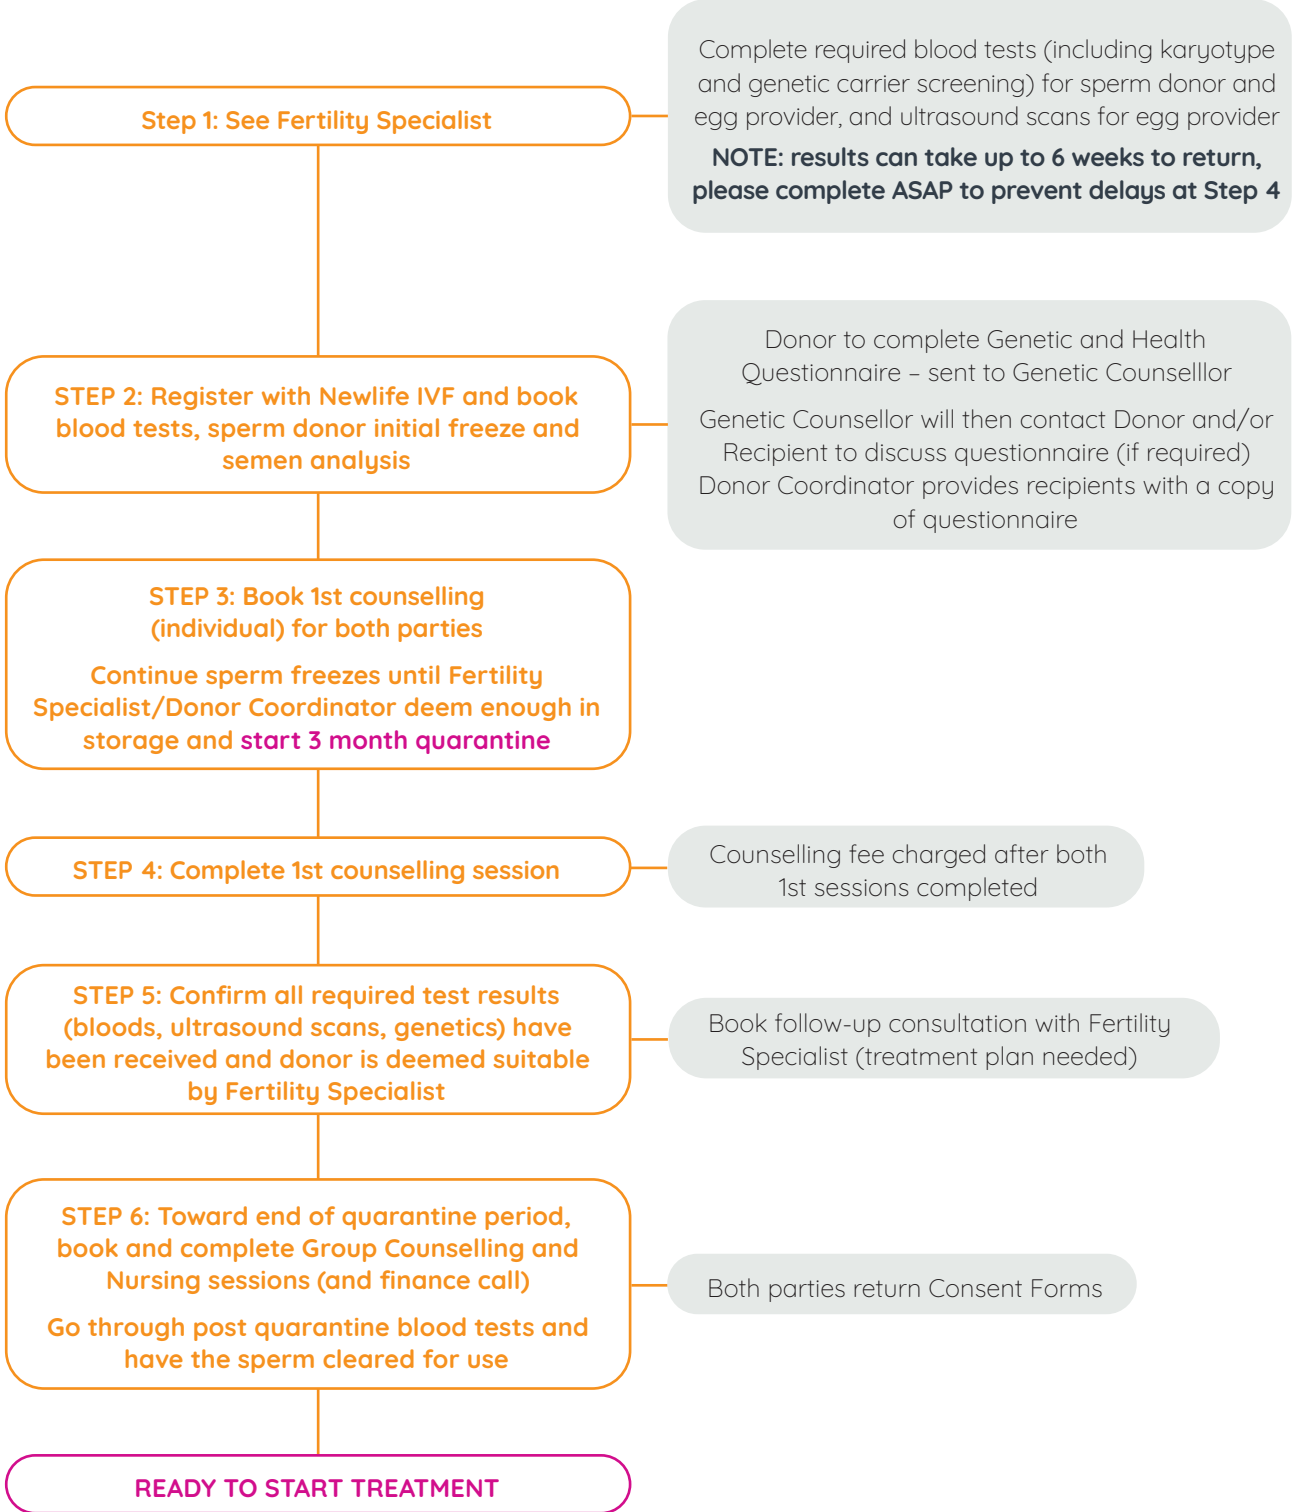 Step 1: See Fertility Specialist
Complete required blood tests (including karyotype
and genetic carrier screening) for sperm donor and
egg provider, and ultrasound scans for egg provider
NOTE: results can take up to 6 weeks to return,
please complete ASAP to prevent delays at Step 4
STEP 2: Register with Newlife IVF and book
blood tests, sperm donor initial freeze and
semen analysis
Donor to complete Genetic and Health
Questionnaire – sent to Genetic Counselllor
Genetic Counsellor will then contact Donor and/or
Recipient to discuss questionnaire (if required)
Donor Coordinator provides recipients with a copy
of questionnaire
STEP 3: Book 1st counselling
(individual) for both parties
Continue sperm freezes until Fertility
Specialist/Donor Coordinator deem enough in
storage and start 3 month quarantine
STEP 4: Complete 1st counselling session
Counselling fee charged after both
1st sessions completed
STEP 5: Confirm all required test results
(bloods, ultrasound scans, genetics) have
been received and donor is deemed suitable
by Fertility Specialist
Book follow-up consultation with Fertility
Specialist (treatment plan needed)
STEP 6: Toward end of quarantine period,
book and complete Group Counselling and
Nursing sessions (and finance call)
Go through post quarantine blood tests and
have the sperm cleared for use
Both parties return Consent Forms
READY TO START TREATMENT